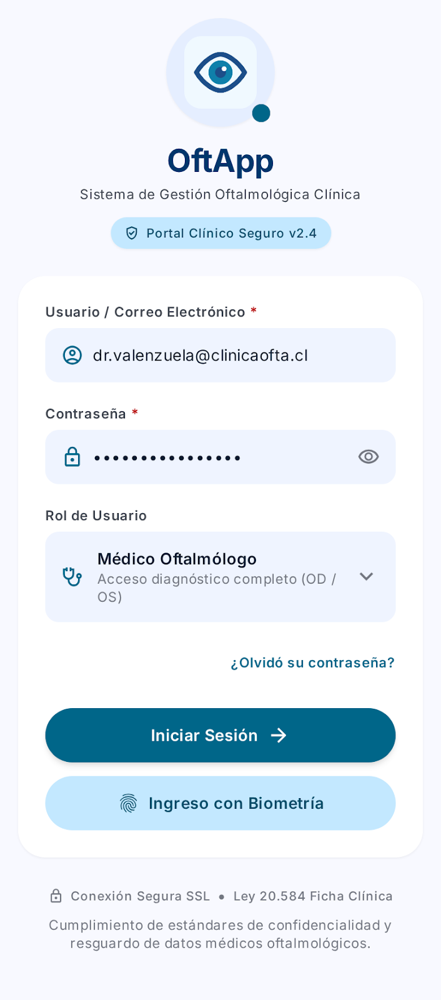 OftApp
Sistema de Gestión Oftalmológica Clínica
Portal Clínico Seguro v2.4
Usuario / Correo Electrónico *
dr.valenzuela@clinicaofta.cl
Contraseña *
••••••••••••••••
Rol de Usuario
Médico Oftalmólogo
Acceso diagnóstico completo (OD /
OS)
¿Olvidó su contraseña?
Iniciar Sesión →
Ingreso con Biometría
Conexión Segura SSL • Ley 20.584 Ficha Clínica
Cumplimiento de estándares de confidencialidad y
resguardo de datos médicos oftalmológicos.